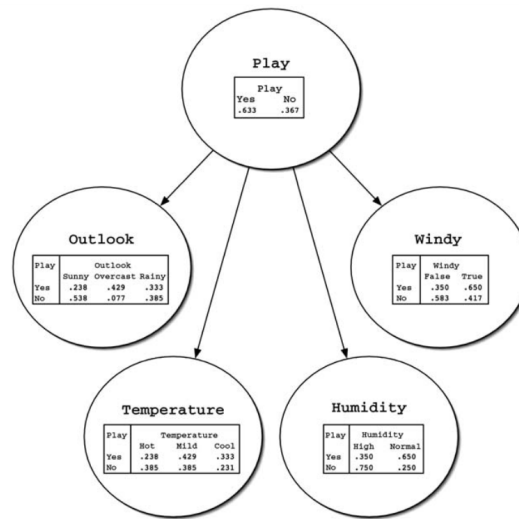 Play
Play
Yes No
.633 .367
Outlook
Play Outlook
Sunny Overcast Rainy
Yes .238 .429 .333
No .538 .077 .385
Windy
Play Windy
False True
Yes .350 .650
No .583 .417
Temperature
Play Temperature
Hot Mild Cool
Yes .238 .429 .333
No .385 .385 .231
Humidity
Play Humidity
High Normal
Yes .350 .650
No .750 .250